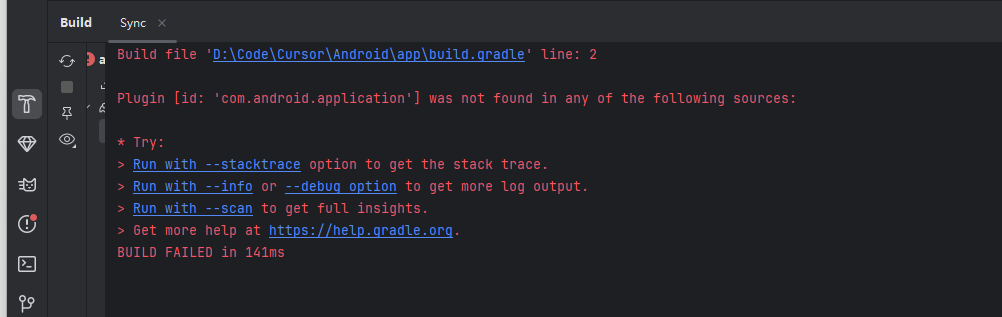 Build Sync
Build file 'D:\Code\Cursor\Android\app\build.gradle' line: 2
Plugin [id: 'com.android.application'] was not found in any of the following sources:
* Try:
> Run with --stacktrace option to get the stack trace.
> Run with --info or --debug option to get more log output.
> Run with --scan to get full insights.
> Get more help at https://help.gradle.org.
BUILD FAILED in 141ms